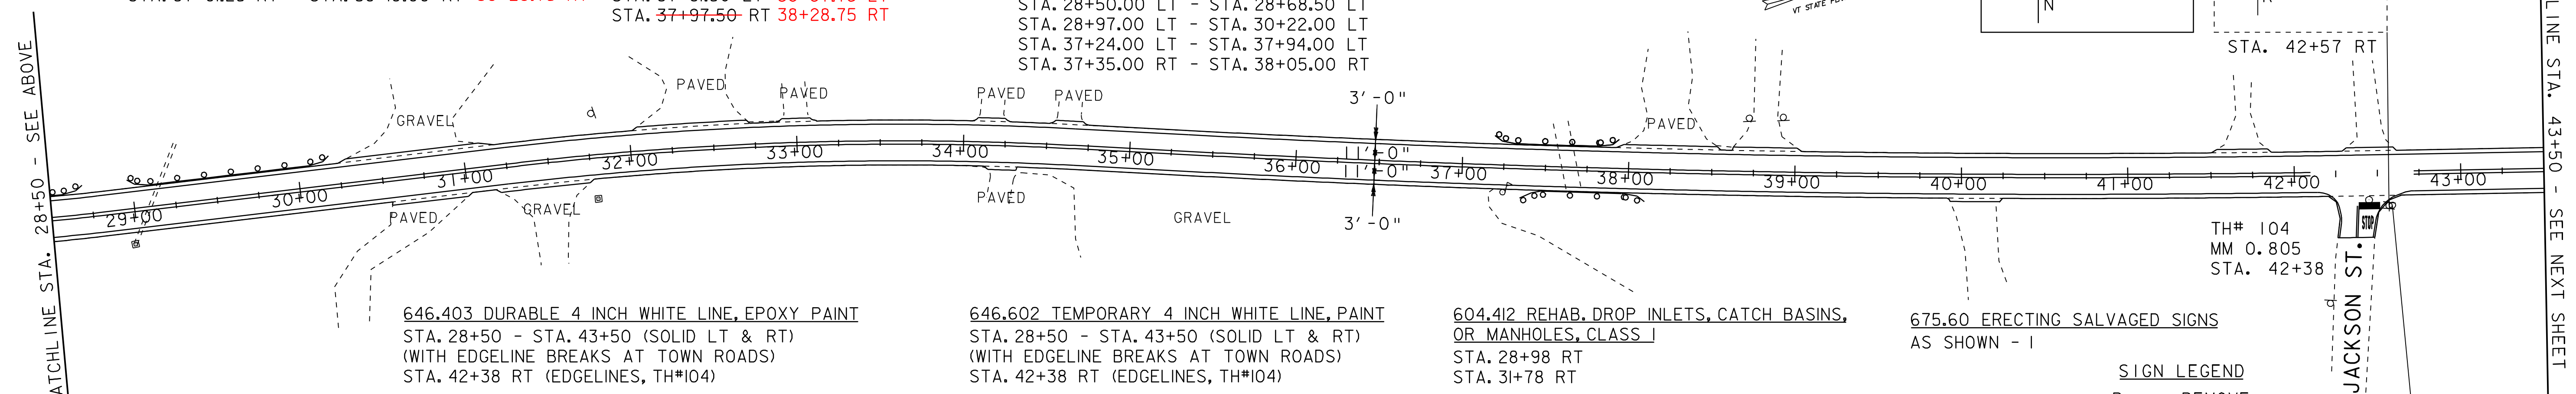 STA. 37+97.50 RT 38+28.75 RT
STA. 28+50.00 LT - STA. 28+68.50 LT
STA. 28+97.00 LT - STA. 30+22.00 LT
STA. 37+24.00 LT - STA. 37+94.00 LT
STA. 37+35.00 RT - STA. 38+05.00 RT
N
STA. 42+57 RT
28+50 - SEE ABOVE
ATCHLINE STA.
LINE STA. 43+50 - SEE NEXT SHEET
GRAVEL
PAVED
PAVED
PAVED
PAVED
PAVED
3'-0"
11'-0"
11'-0"
3'-0"
29+00
30+00
31+00
32+00
33+00
34+00
35+00
36+00
37+00
38+00
39+00
40+00
41+00
42+00
43+00
PAVED
GRAVEL
PAVED
GRAVEL
STOP
TH# 104
MM 0.805
STA. 42+38
JACKSON ST.
646.403 DURABLE 4 INCH WHITE LINE, EPOXY PAINT
STA. 28+50 - STA. 43+50 (SOLID LT & RT)
(WITH EDGELINE BREAKS AT TOWN ROADS)
STA. 42+38 RT (EDGELINES, TH#104)
646.602 TEMPORARY 4 INCH WHITE LINE, PAINT
STA. 28+50 - STA. 43+50 (SOLID LT & RT)
(WITH EDGELINE BREAKS AT TOWN ROADS)
STA. 42+38 RT (EDGELINES, TH#104)
604.412 REHAB. DROP INLETS, CATCH BASINS,
OR MANHOLES, CLASS I
STA. 28+98 RT
STA. 31+78 RT
675.60 ERECTING SALVAGED SIGNS
AS SHOWN - 1
SIGN LEGEND